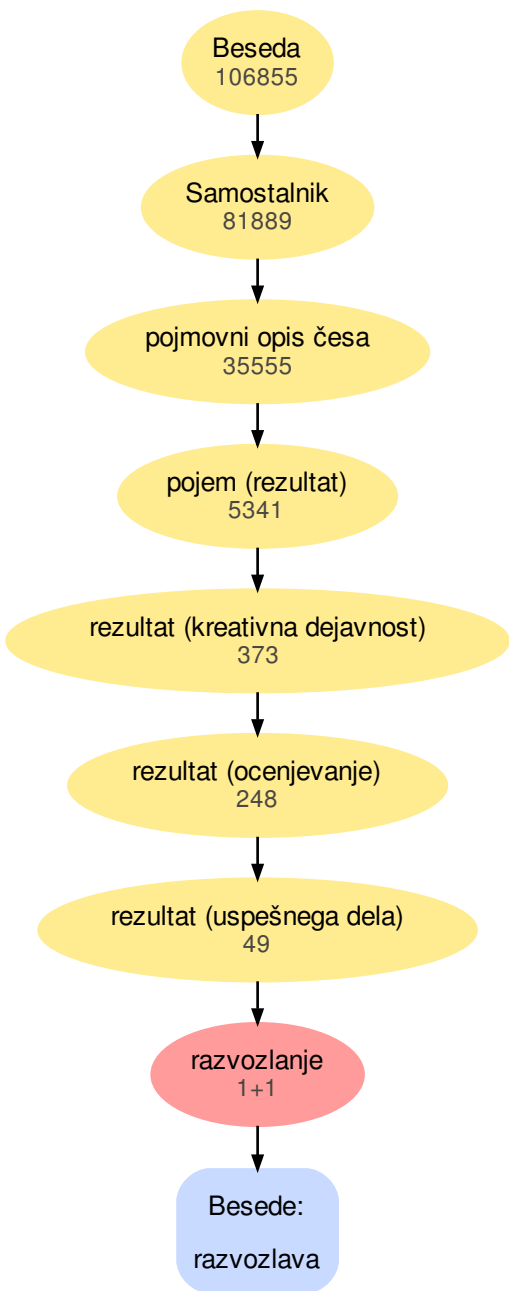 Beseda
106855
Samostalnik
81889
pojmovni opis česa
35555
pojem (rezultat)
5341
rezultat (kreativna dejavnost)
373
rezultat (ocenjevanje)
248
rezultat (uspešnega dela)
49
razvozlanje
1+1
Besede:
razvozlava